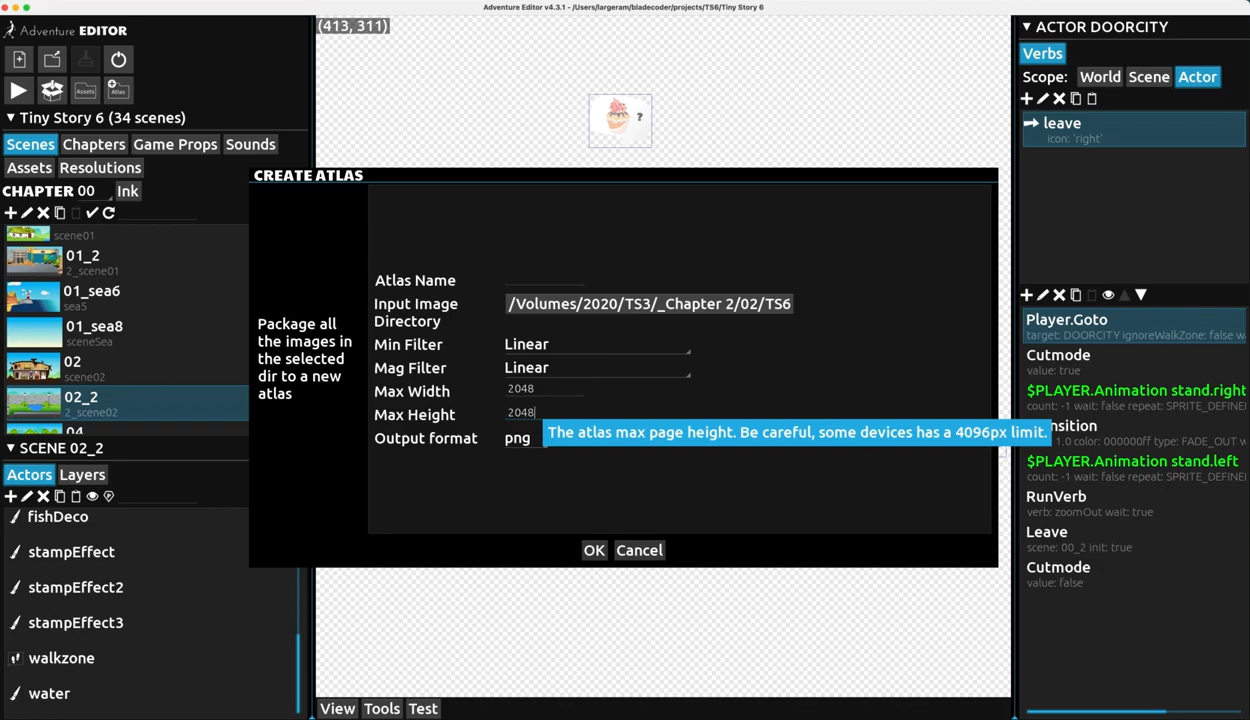 Adventure Editor v4.3.1 - /Users/largeram/bladecoder/projects/TS6/Tiny Story 6
Adventure EDITOR
Assets
Atlas
Tiny Story 6 (34 scenes)
Scenes Chapters Game Props Sounds
Assets Resolutions
CHAPTER 00 Ink
scene01
01_2
2_scene01
01_sea6
sea5
01_sea8
sceneSea
02
scene02
02_2
2_scene02
04
SCENE 02_2
Actors Layers
fishDeco
stampEffect
stampEffect2
stampEffect3
walkzone
water
(413, 311)
?
CREATE ATLAS
Package all
the images in
the selected
dir to a new
atlas
Atlas Name
Input Image
Directory
/Volumes/2020/TS3/_Chapter 2/02/TS6
Min Filter Linear
Mag Filter Linear
Max Width 2048
Max Height 2048
Output format png
The atlas max page height. Be careful, some devices has a 4096px limit.
OK Cancel
View Tools Test
ACTOR DOORCITY
Verbs
Scope: World Scene Actor
leave
icon: 'right'
Player.Goto
target: DOORCITY ignoreWalkZone: false
Cutmode
value: true
$PLAYER.Animation stand.right
count: -1 wait: false repeat: SPRITE_DEFINE
nsition
1.0 color: 000000ff type: FADE_OUT
$PLAYER.Animation stand.left
count: -1 wait: false repeat: SPRITE_DEFINE
RunVerb
verb: zoomOut wait: true
Leave
scene: 00_2 init: true
Cutmode
value: false